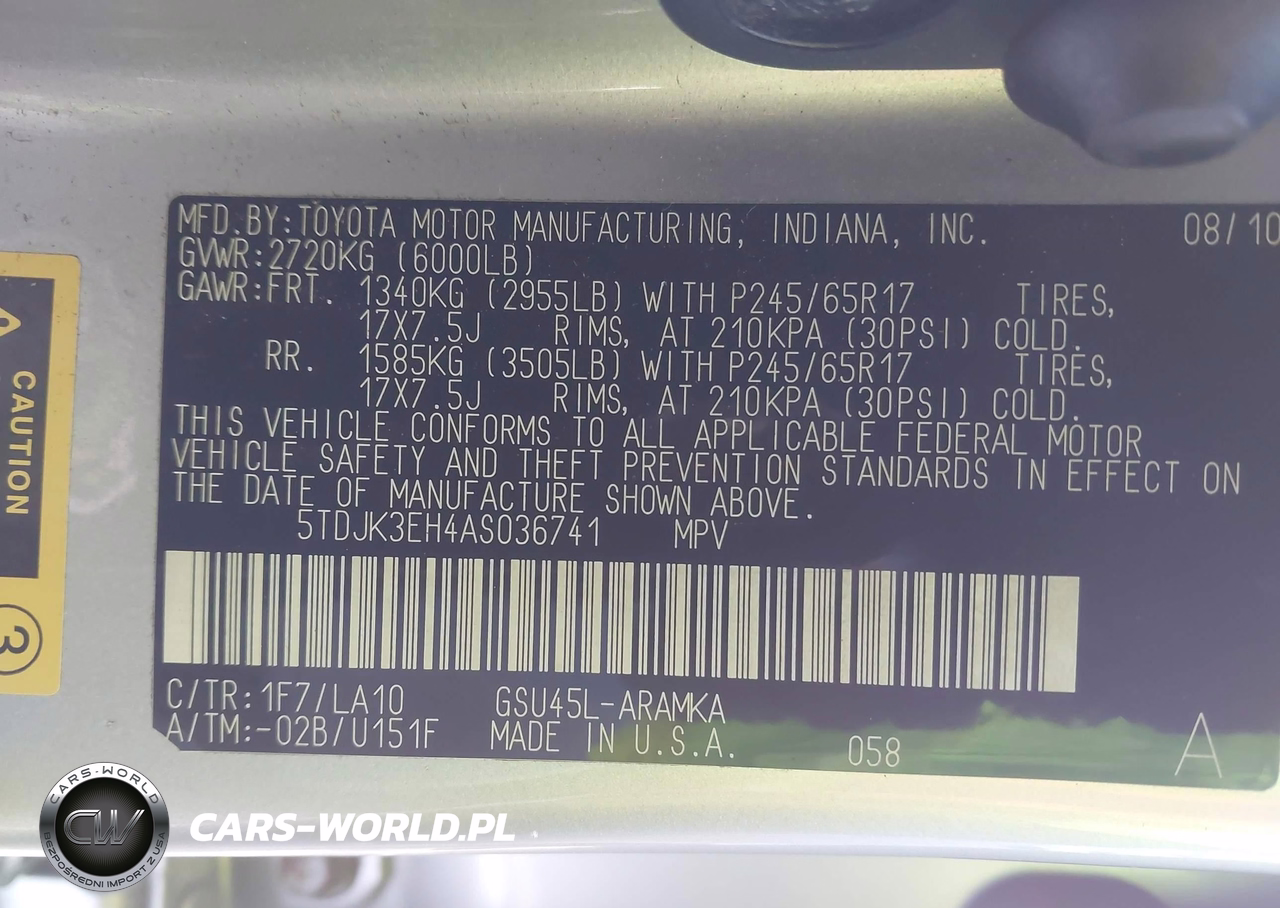 MFD. BY: TOYOTA MOTOR MANUFACTURING, INDIANA, INC. 08/10
GVWR: 2720KG (6000LB)
GAWR: FRT. 1340KG (2955LB) WITH P245/65R17 TIRES,
17X7.5J RIMS, AT 210KPA (30PSI) COLD.
RR. 1585KG (3505LB) WITH P245/65R17 TIRES,
17X7.5J RIMS, AT 210KPA (30PSI) COLD.
THIS VEHICLE CONFORMS TO ALL APPLICABLE FEDERAL MOTOR
VEHICLE SAFETY AND THEFT PREVENTION STANDARDS IN EFFECT ON
THE DATE OF MANUFACTURE SHOWN ABOVE.
5TDJK3EH4AS036741 MPV
C/TR: 1F7/LA10 GSU45L-ARAMKA
A/TM: -02B/U151F MADE IN U.S.A. 058 A
CAUTION
3
CARS-WORLD
CW
BEZPOŚREDNI IMPORT Z USA
CARS-WORLD.PL